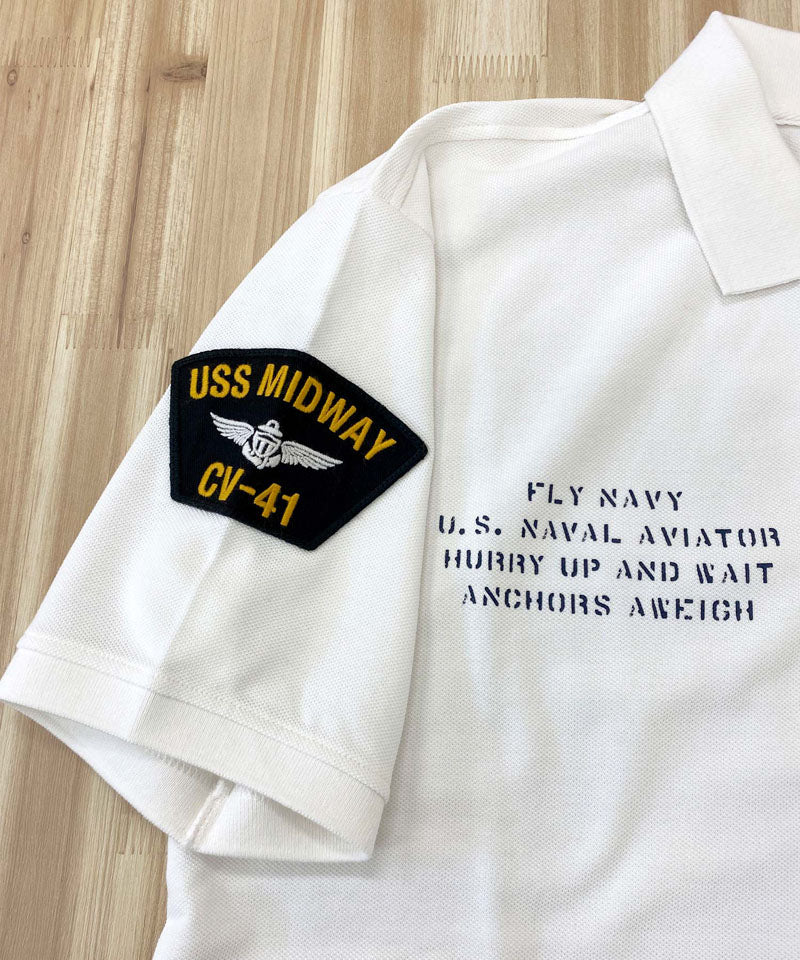 USS MIDWAY
CV-41
FLY NAVY
U.S. NAVAL AVIATOR
HURRY UP AND WAIT
ANCHORS AWEIGH